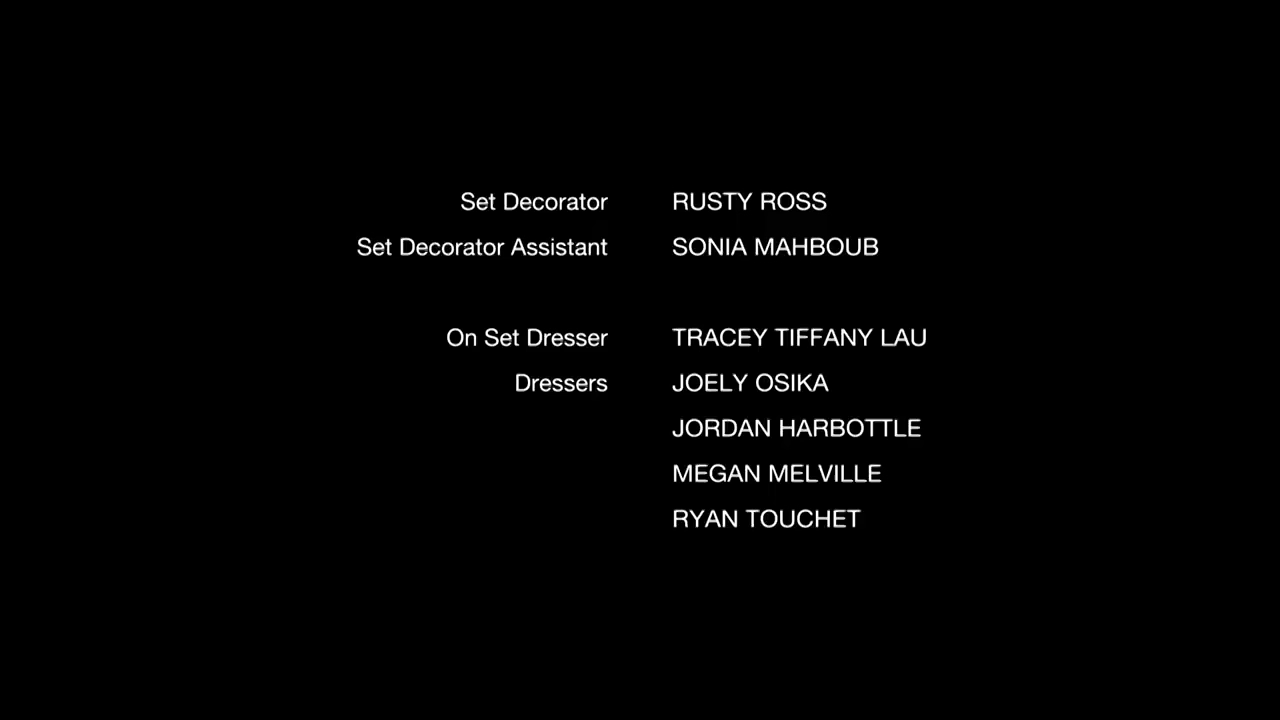 Set Decorator RUSTY ROSS
Set Decorator Assistant SONIA MAHBOUB
On Set Dresser TRACEY TIFFANY LAU
Dressers JOELY OSIKA
JORDAN HARBOTTLE
MEGAN MELVILLE
RYAN TOUCHET